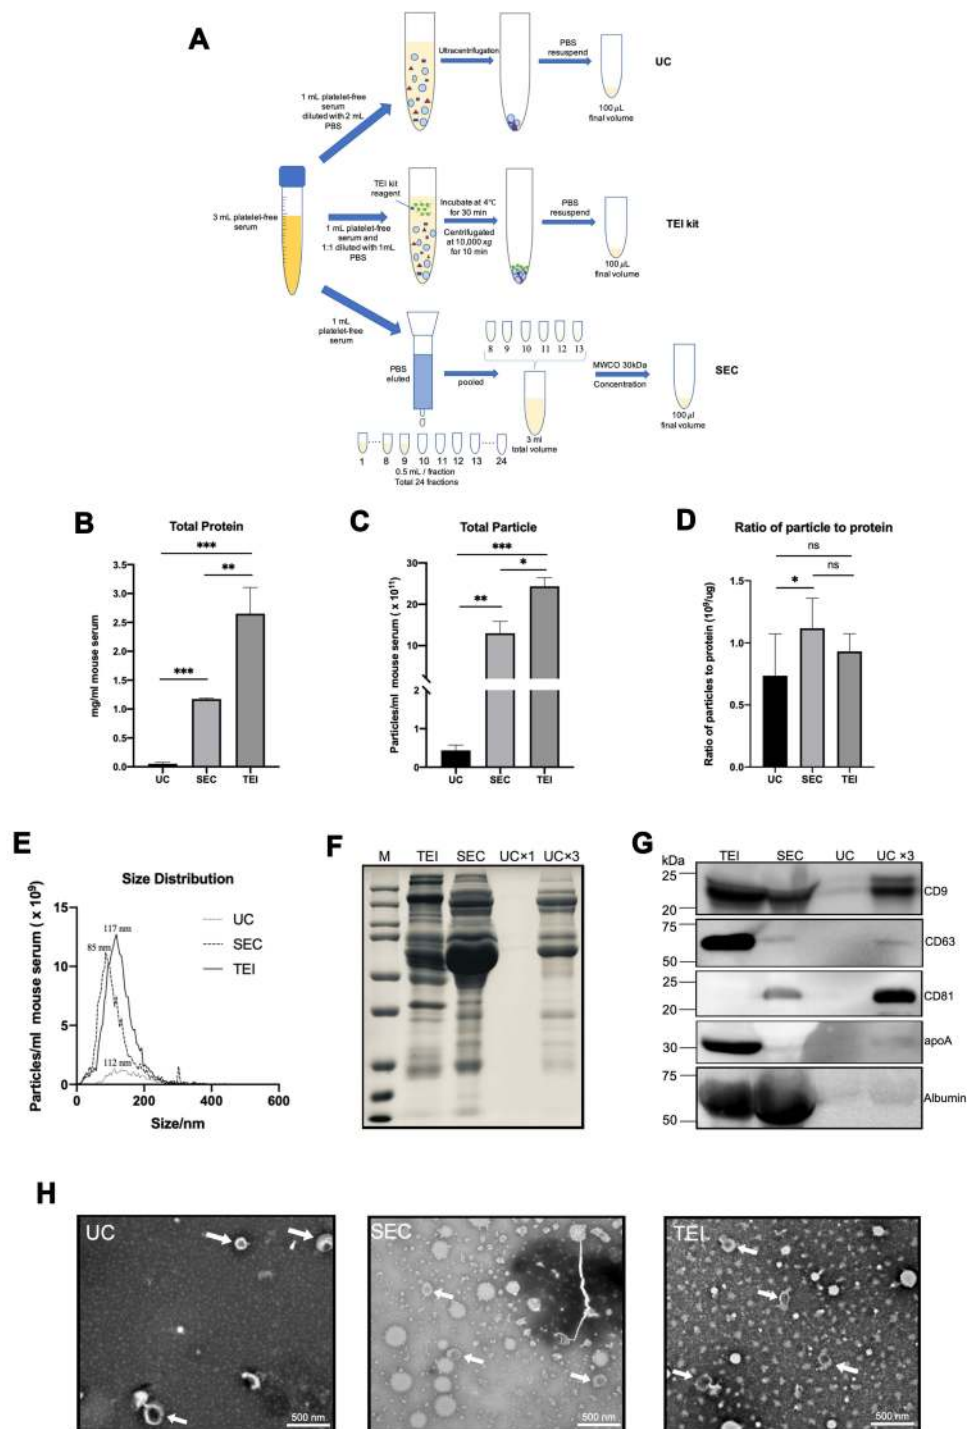 A
1 mL platelet-free
serum
diluted with 2 mL
PBS
Ultracentrifugation
PBS
resuspend
UC
100 µL
final volume
3 mL platelet-free
serum
1 mL platelet-free
serum and
1:1 diluted with 1mL
PBS
TEI kit
reagent
Incubate at 4°C
for 30 min
Centrifugated
at 10,000 xg
for 10 min
PBS
resuspend
TEI kit
100 µL
final volume
1 mL
platelet-free
serum
PBS
eluted
pooled
8 9 10 11 12 13
3 ml
total volume
MWCO 30kDa
Concentration
SEC
100 µl
final volume
1 8 9 10 11 12 13 24
0.5 mL / fraction
Total 24 fractions
B
Total Protein
***
**
***
mg/ml mouse serum
3.5
3.0
2.5
2.0
1.5
1.0
0.5
0.0
UC SEC TEI
C
Total Particle
***
*
**
Particles/ml mouse serum ( x 10¹¹)
30
20
10
2
1
0
UC SEC TEI
D
Ratio of particle to protein
ns
ns
*
Ratio of particles to protein (10⁹/ug)
1.5
1.0
0.5
0.0
UC SEC TEI
E
Size Distribution
Particles/ml mouse serum ( x 10⁹)
15
10
5
0
117 nm
85 nm
112 nm
UC
SEC
TEI
0 200 400 600
Size/nm
F
M TEI SEC UC×1 UC×3
G
kDa TEI SEC UC UC ×3
25
20
CD9
75
50
CD63
25
20
CD81
30
apoA
75
50
Albumin
H
UC
500 nm
SEC
500 nm
TEI
500 nm